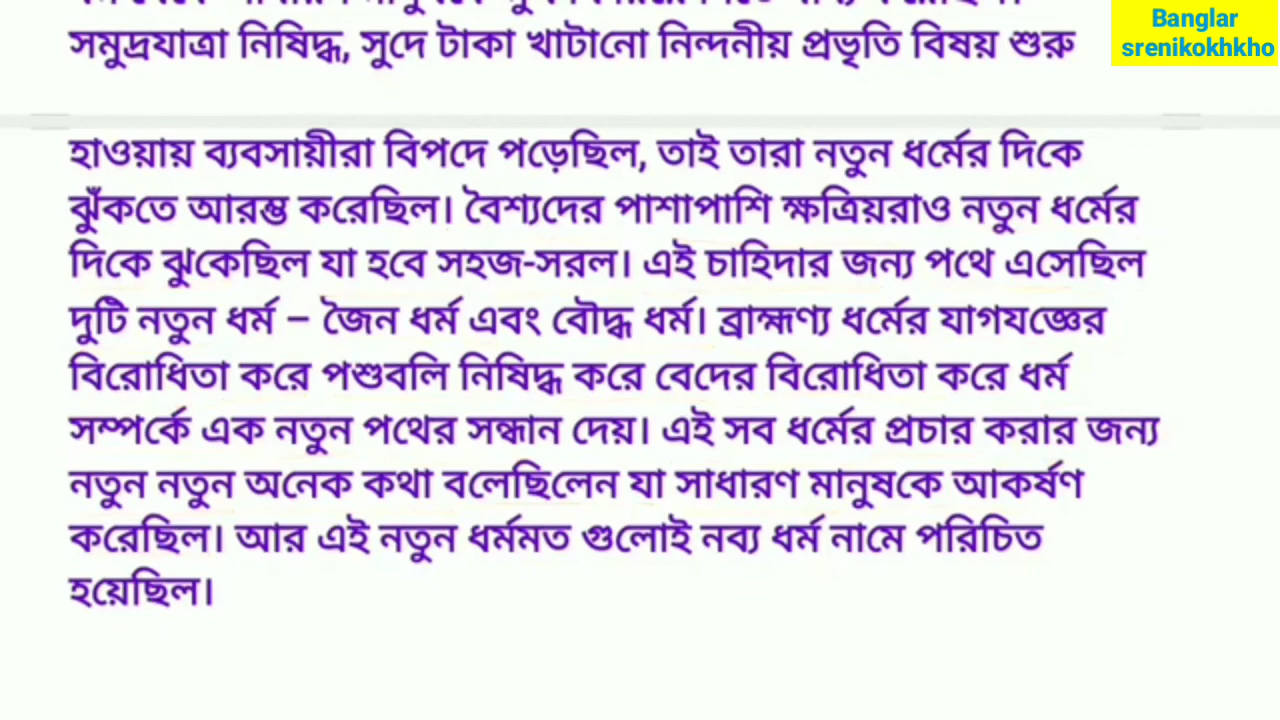 Banglar
srenikokhkho
সমুদ্রযাত্রা নিষিদ্ধ, সুদে টাকা খাটানো নিন্দনীয় প্রভৃতি বিষয় শুরু
হাওয়ায় ব্যবসায়ীরা বিপদে পড়েছিল, তাই তারা নতুন ধর্মের দিকে
ঝুঁকতে আরম্ভ করেছিল। বৈশ্যদের পাশাপাশি ক্ষত্রিয়রাও নতুন ধর্মের
দিকে ঝুকেছিল যা হবে সহজ-সরল। এই চাহিদার জন্য পথে এসেছিল
দুটি নতুন ধর্ম – জৈন ধর্ম এবং বৌদ্ধ ধর্ম। ব্রাহ্মণ্য ধর্মের যাগযজ্ঞের
বিরোধিতা করে পশুবলি নিষিদ্ধ করে বেদের বিরোধিতা করে ধর্ম
সম্পর্কে এক নতুন পথের সন্ধান দেয়। এই সব ধর্মের প্রচার করার জন্য
নতুন নতুন অনেক কথা বলেছিলেন যা সাধারণ মানুষকে আকর্ষণ
করেছিল। আর এই নতুন ধর্মমত গুলোই নব্য ধর্ম নামে পরিচিত
হয়েছিল।